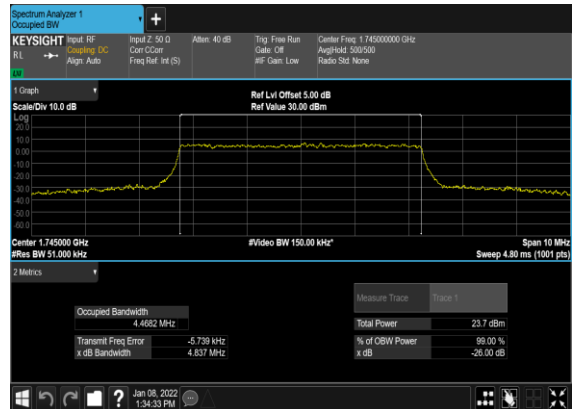 Spectrum Analyzer 1
Occupied BW
+
KEYSIGHT Input: RF Input Z: 50 Ω Atten: 40 dB Trig: Free Run Center Freq: 1.745000000 GHz
RL Coupling: DC Corr CCorr Gate: Off Avg|Hold: 500/500
Align: Auto Freq Ref: Int (S) #IF Gain: Low Radio Std: None
1 Graph
Ref Lvl Offset 5.00 dB
Scale/Div 10.0 dB Ref Value 30.00 dBm
Log
20.0
10.0
0.00
-10.0
-20.0
-30.0
-40.0
-50.0
-60.0
Center 1.745000 GHz #Video BW 150.00 kHz* Span 10 MHz
#Res BW 51.000 kHz Sweep 4.80 ms (1001 pts)
2 Metrics
Measure Trace Trace 1
Occupied Bandwidth
4.4682 MHz Total Power 23.7 dBm
Transmit Freq Error -5.739 kHz % of OBW Power 99.00 %
x dB Bandwidth 4.837 MHz x dB -26.00 dB
? Jan 08, 2022
1:34:33 PM